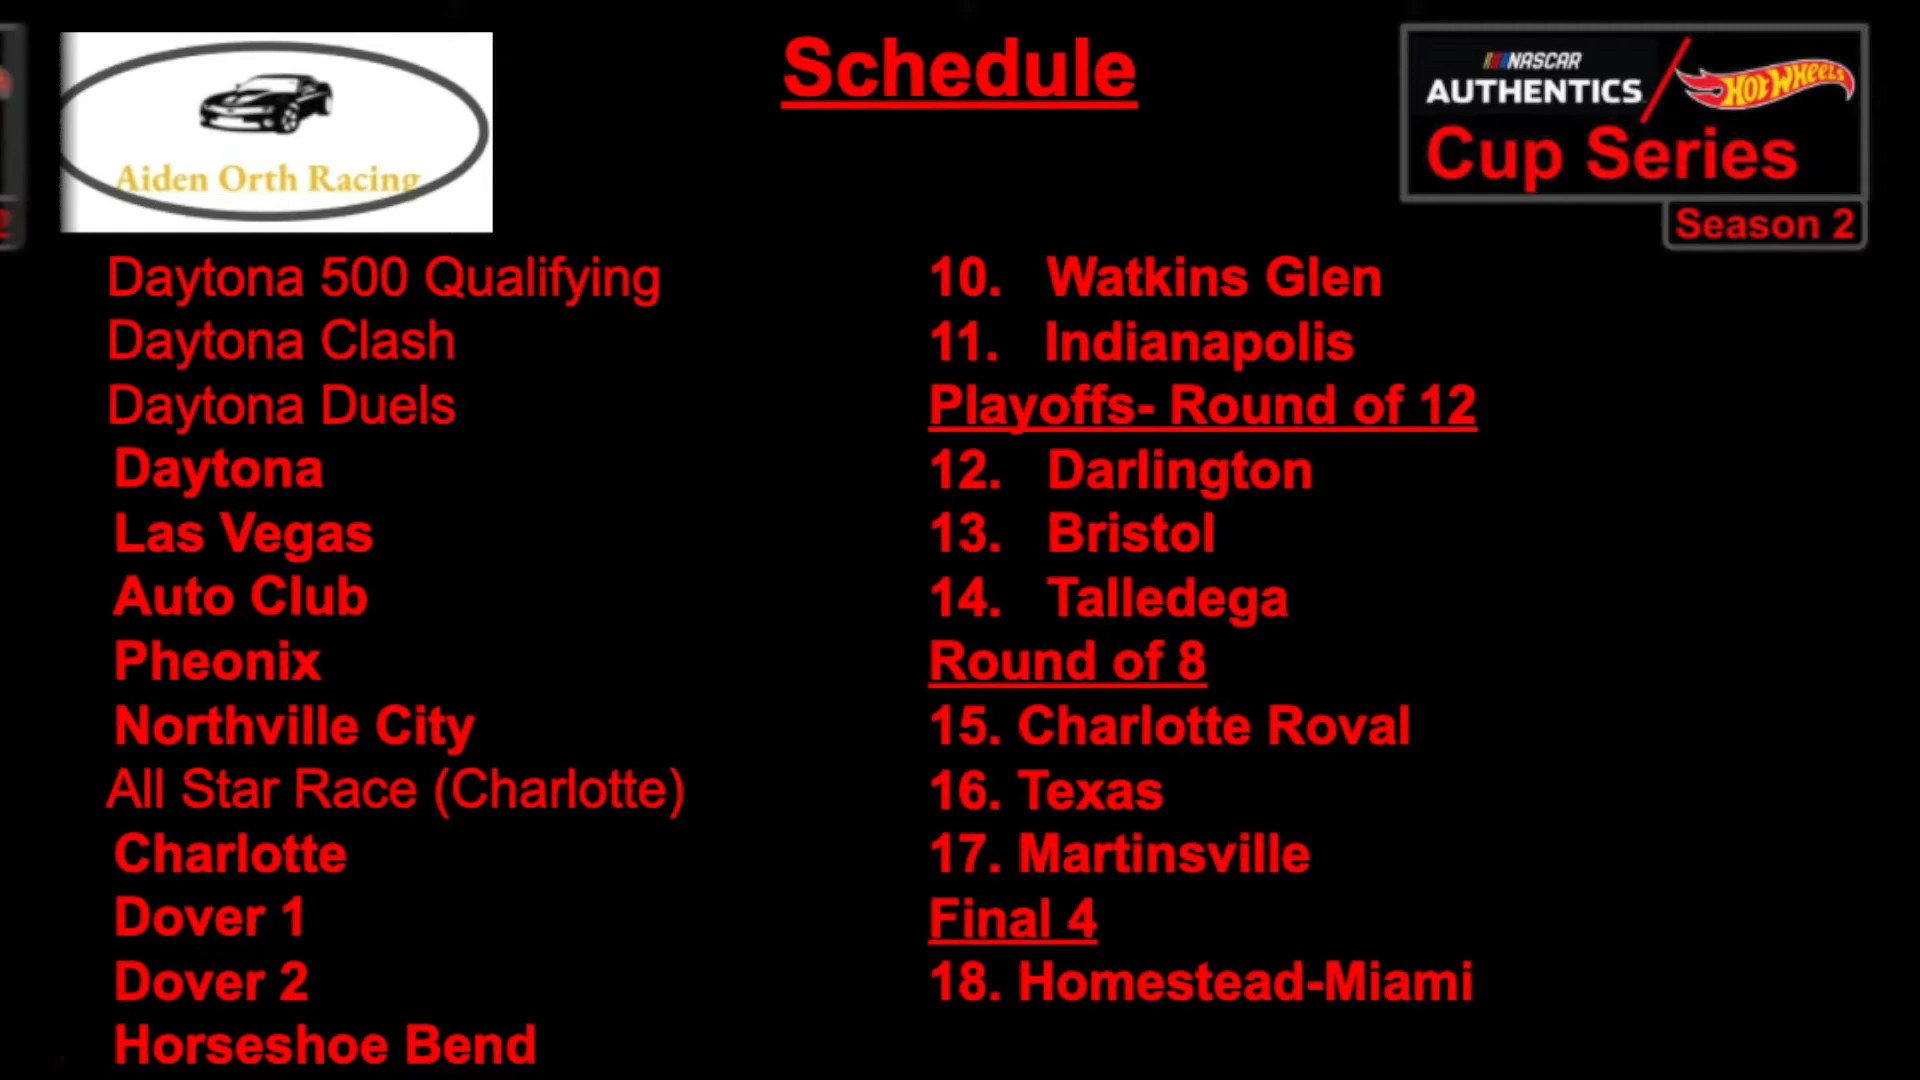 Schedule
Aiden Orth Racing
NASCAR
AUTHENTICS
HOT WHEELS
Cup Series
Season 2
Daytona 500 Qualifying
Daytona Clash
Daytona Duels
Daytona
Las Vegas
Auto Club
Pheonix
Northville City
All Star Race (Charlotte)
Charlotte
Dover 1
Dover 2
Horseshoe Bend
10. Watkins Glen
11. Indianapolis
Playoffs- Round of 12
12. Darlington
13. Bristol
14. Talledega
Round of 8
15. Charlotte Roval
16. Texas
17. Martinsville
Final 4
18. Homestead-Miami